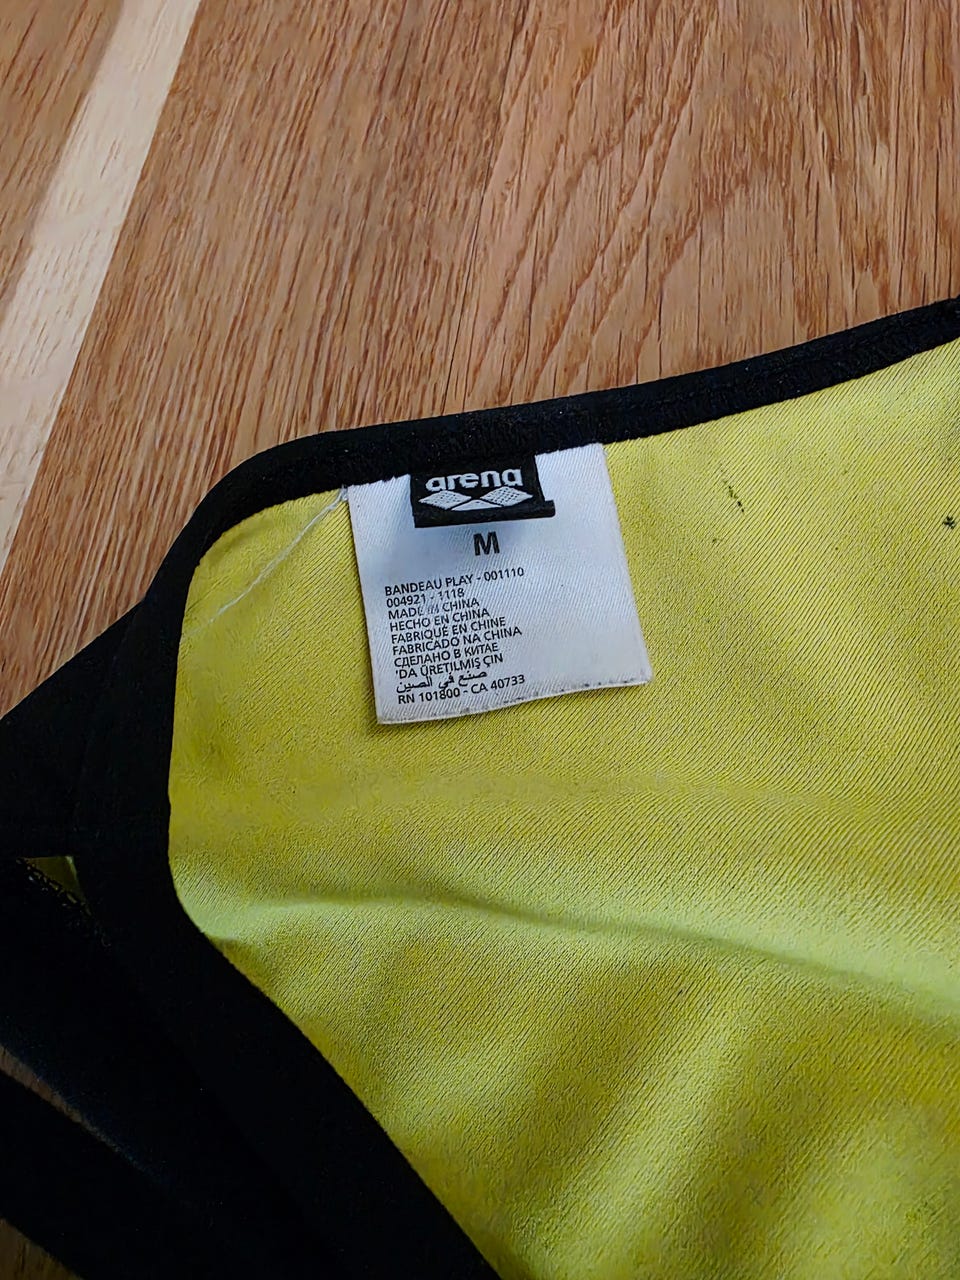 arena
M
BANDEAU PLAY - 001110
004921 - 1118
MADE IN CHINA
HECHO EN CHINA
FABRIQUÉ EN CHINE
FABRICADO NA CHINA
СДЕЛАНО В КИТАЕ
'DA ÜRETILMIŞ ÇIN
صنع في الصين
RN 101800 - CA 40733